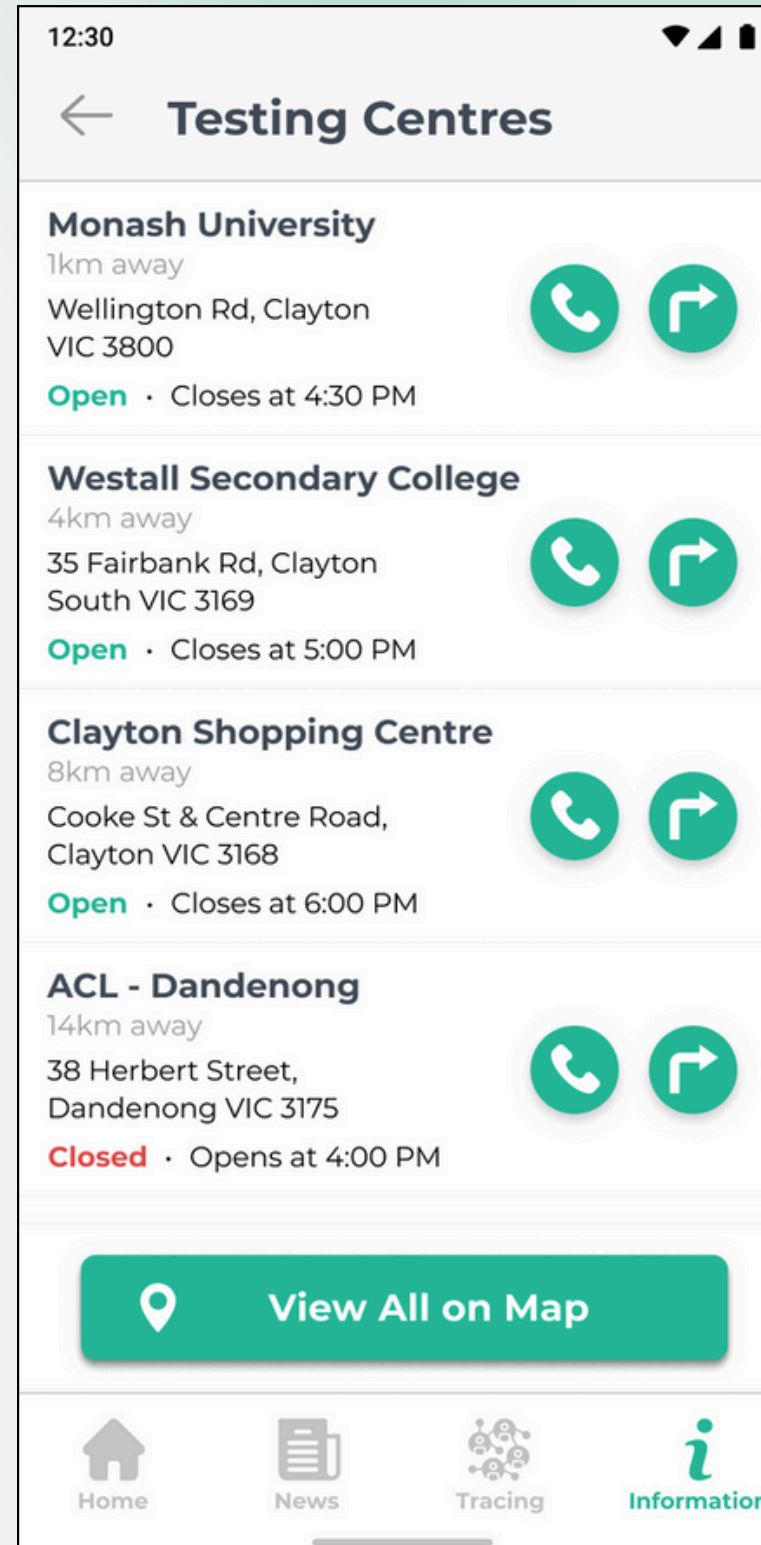 12:30
Testing Centres
Monash University
1km away
Wellington Rd, Clayton
VIC 3800
Open · Closes at 4:30 PM
Westall Secondary College
4km away
35 Fairbank Rd, Clayton
South VIC 3169
Open · Closes at 5:00 PM
Clayton Shopping Centre
8km away
Cooke St & Centre Road,
Clayton VIC 3168
Open · Closes at 6:00 PM
ACL - Dandenong
14km away
38 Herbert Street,
Dandenong VIC 3175
Closed · Opens at 4:00 PM
View All on Map
Home News Tracing Information